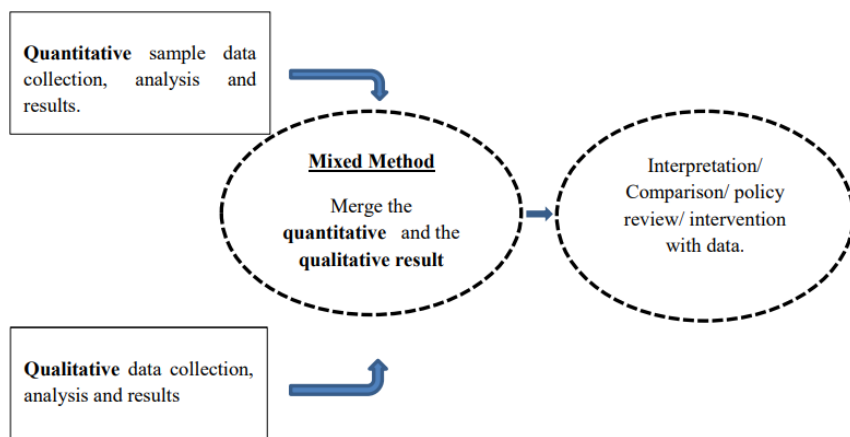 Quantitative sample data
collection, analysis and
results.
Mixed Method
Merge the
quantitative and the
qualitative result
Interpretation/
Comparison/ policy
review/ intervention
with data.
Qualitative data collection,
analysis and results